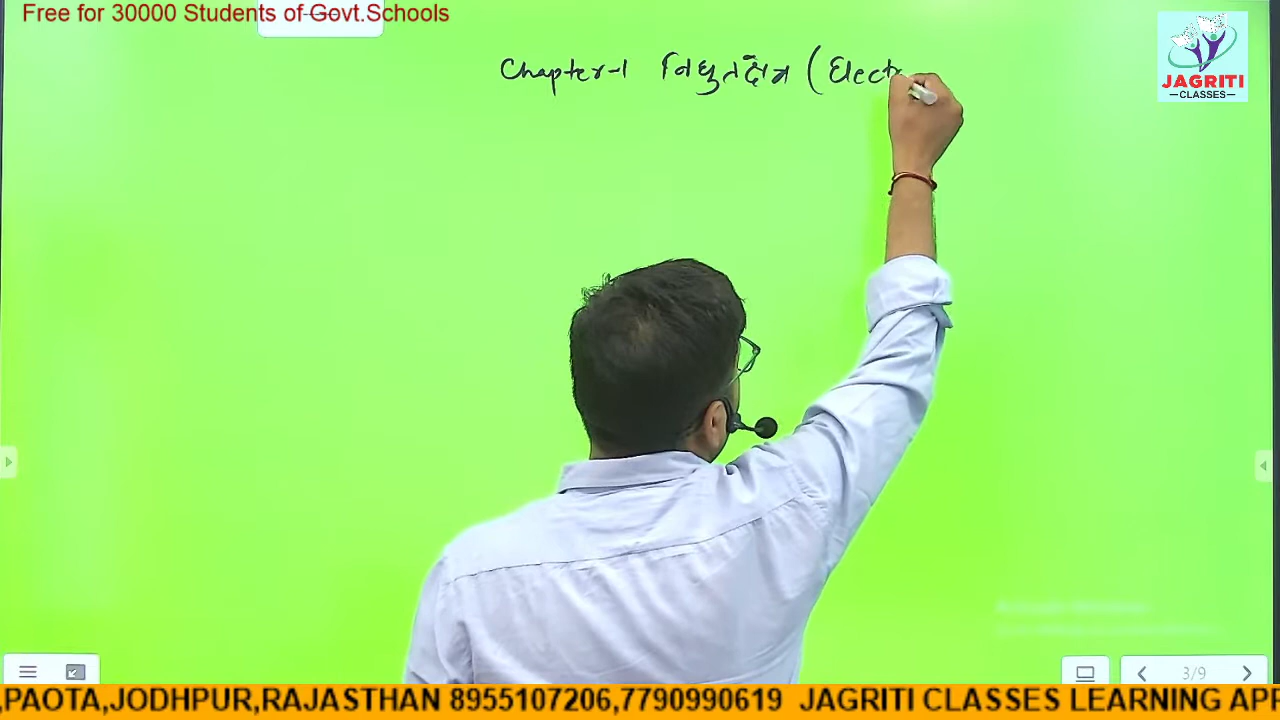 Free for 30000 Students of Govt.Schools
Chapter-1 विधुत क्षेत्र (Elect
JAGRITI
CLASSES
3/9
,PAOTA,JODHPUR,RAJASTHAN 8955107206,7790990619 JAGRITI CLASSES LEARNING APP